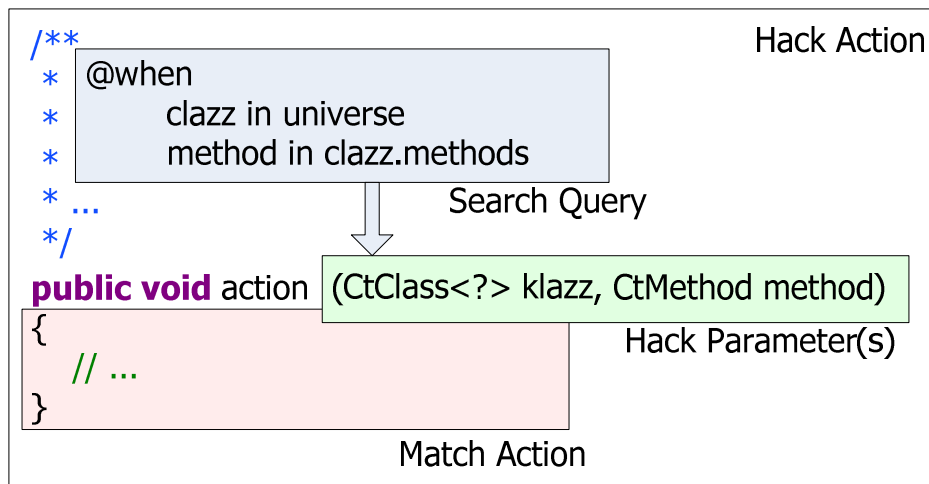 Hack Action
/**
* @when
* clazz in universe
* method in clazz.methods
* ...
Search Query
*/
public void action (CtClass<?> klazz, CtMethod method)
Hack Parameter(s)
{
// ...
}
Match Action